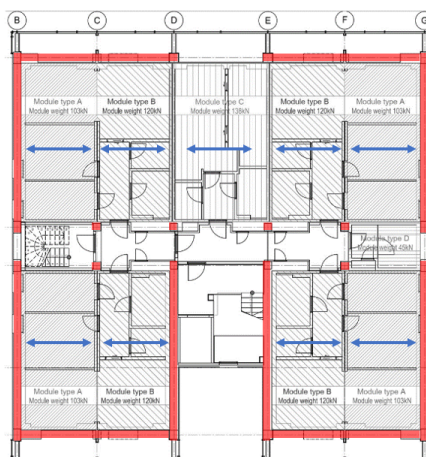 B C D E F G
Module type A
Module weight 103kN
Module type B
Module weight 120kN
Module type C
Module weight 138kN
Module type B
Module weight 120kN
Module type A
Module weight 103kN
Module type D
Module weight 45kN
Module type A
Module weight 103kN
Module type B
Module weight 120kN
Module type B
Module weight 120kN
Module type A
Module weight 103kN